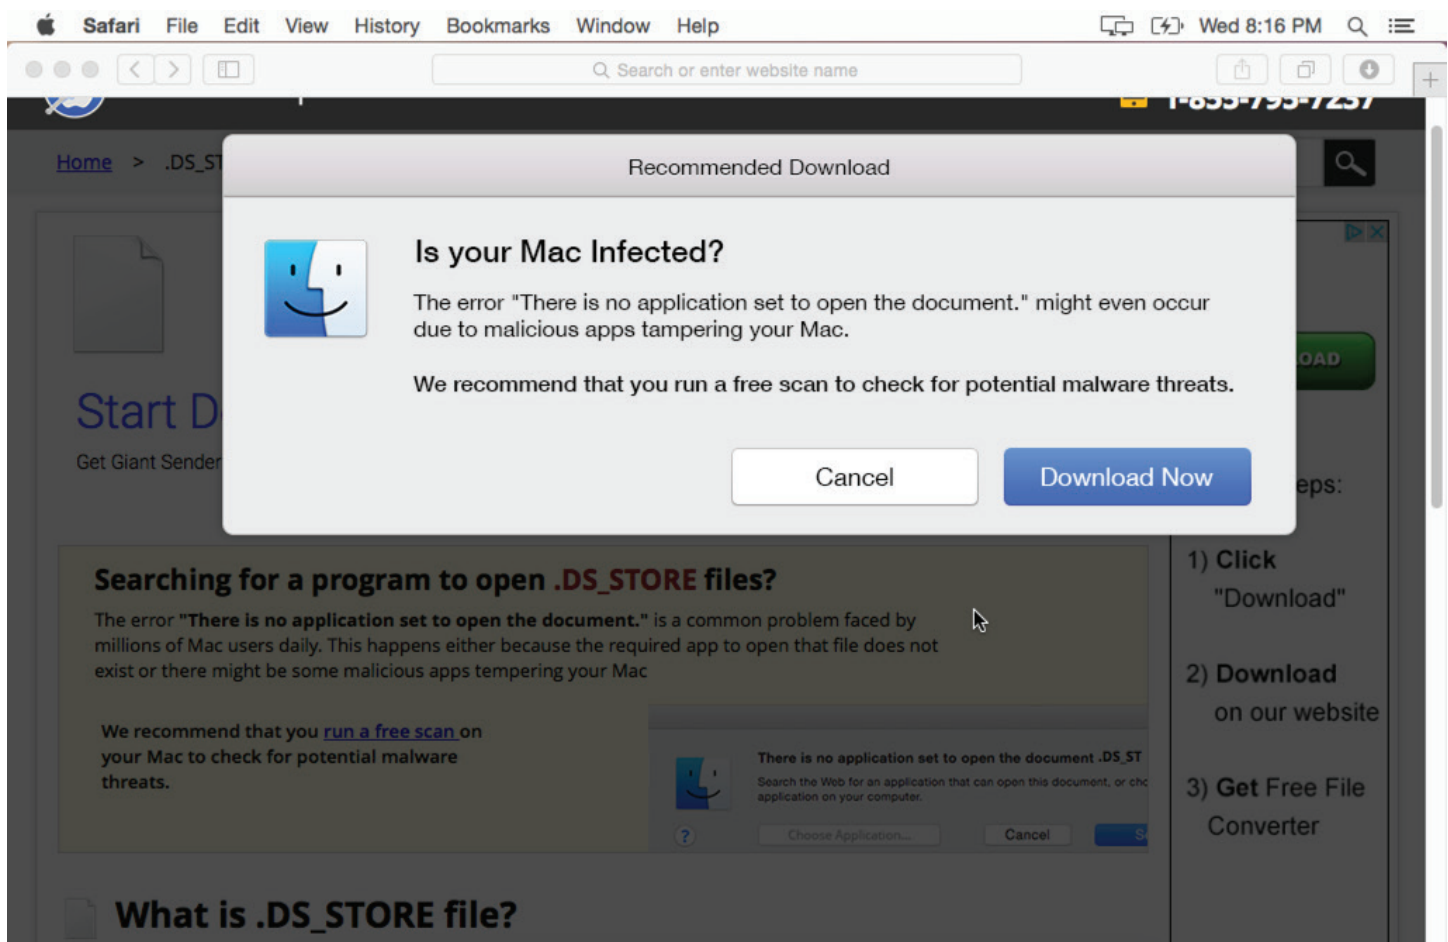 Safari File Edit View History Bookmarks Window Help Wed 8:16 PM
Search or enter website name
1-855-795-7237
Home > .DS_ST
Recommended Download
Is your Mac Infected?
The error "There is no application set to open the document." might even occur
due to malicious apps tampering your Mac.
We recommend that you run a free scan to check for potential malware threats.
Cancel Download Now
OAD
Start D
Get Giant Sender
eps:
1) Click
"Download"
2) Download
on our website
3) Get Free File
Converter
Searching for a program to open .DS_STORE files?
The error "There is no application set to open the document." is a common problem faced by
millions of Mac users daily. This happens either because the required app to open that file does not
exist or there might be some malicious apps tempering your Mac
We recommend that you run a free scan on
your Mac to check for potential malware
threats.
There is no application set to open the document .DS_ST
Search the Web for an application that can open this document, or cho
application on your computer.
? Choose Application... Cancel S
What is .DS_STORE file?